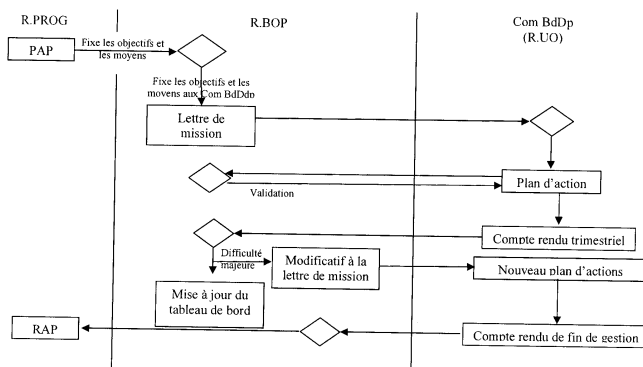 R.PROG
R.BOP
Com BdDp
(R.UO)
PAP
Fixe les objectifs et
les moyens
Fixe les objectifs et les
moyens aux Com BdDdp
Lettre de
mission
Plan d'action
Validation
Compte rendu trimestriel
Difficulté
majeure
Modificatif à la
lettre de mission
Nouveau plan d'actions
Mise à jour du
tableau de bord
RAP
Compte rendu de fin de gestion